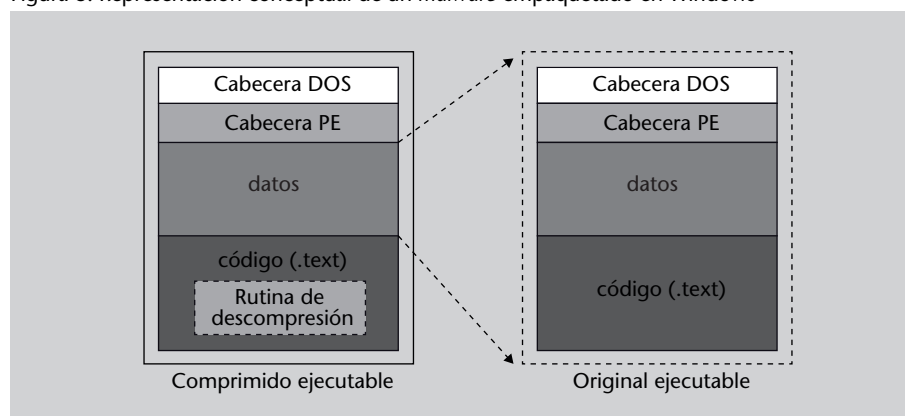 Figura 3. Representación conceptual de un malware empaquetado en Windows
Cabecera DOS
Cabecera PE
datos
código (.text)
Rutina de
descompresión
Comprimido ejecutable
Cabecera DOS
Cabecera PE
datos
código (.text)
Original ejecutable